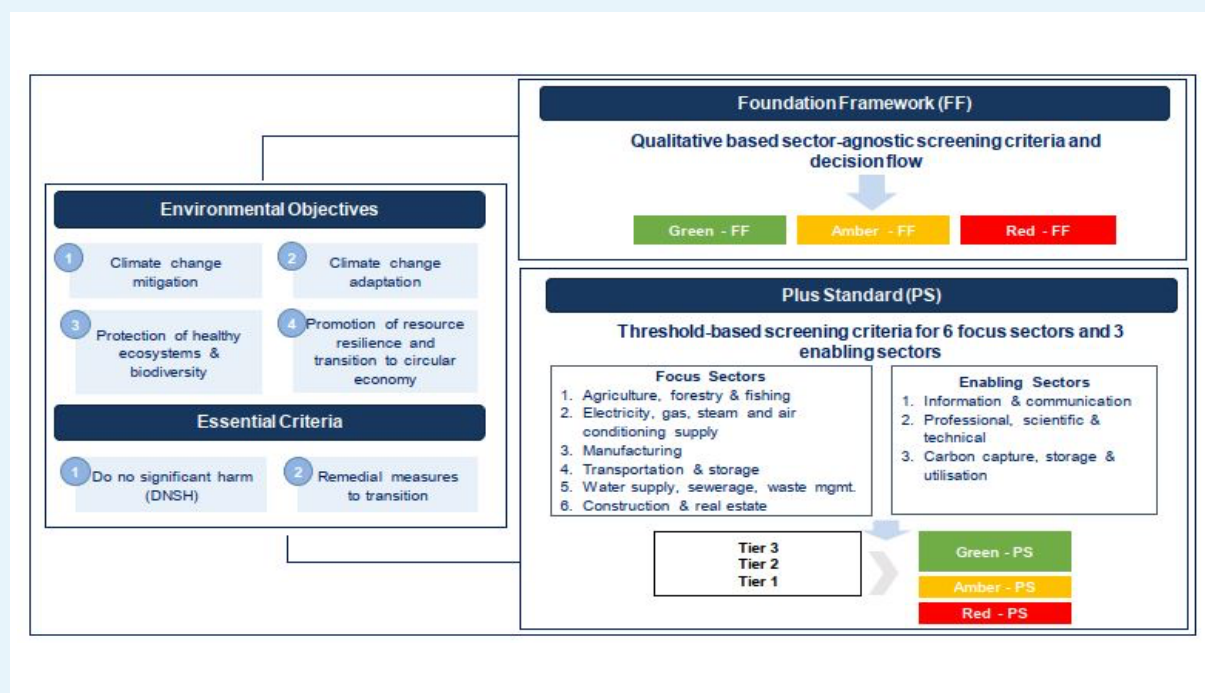 Foundation Framework (FF)
Qualitative based sector-agnostic screening criteria and
decision flow
Green - FF
Amber - FF
Red - FF
Environmental Objectives
1
Climate change
mitigation
2
Climate change
adaptation
3
Protection of healthy
ecosystems &
biodiversity
4
Promotion of resource
resilience and
transition to circular
economy
Essential Criteria
1
Do no significant harm
(DNSH)
2
Remedial measures
to transition
Plus Standard (PS)
Threshold-based screening criteria for 6 focus sectors and 3
enabling sectors
Focus Sectors
1. Agriculture, forestry & fishing
2. Electricity, gas, steam and air
conditioning supply
3. Manufacturing
4. Transportation & storage
5. Water supply, sewerage, waste mgmt.
6. Construction & real estate
Enabling Sectors
1. Information & communication
2. Professional, scientific &
technical
3. Carbon capture, storage &
utilisation
Tier 3
Tier 2
Tier 1
Green - PS
Amber - PS
Red - PS